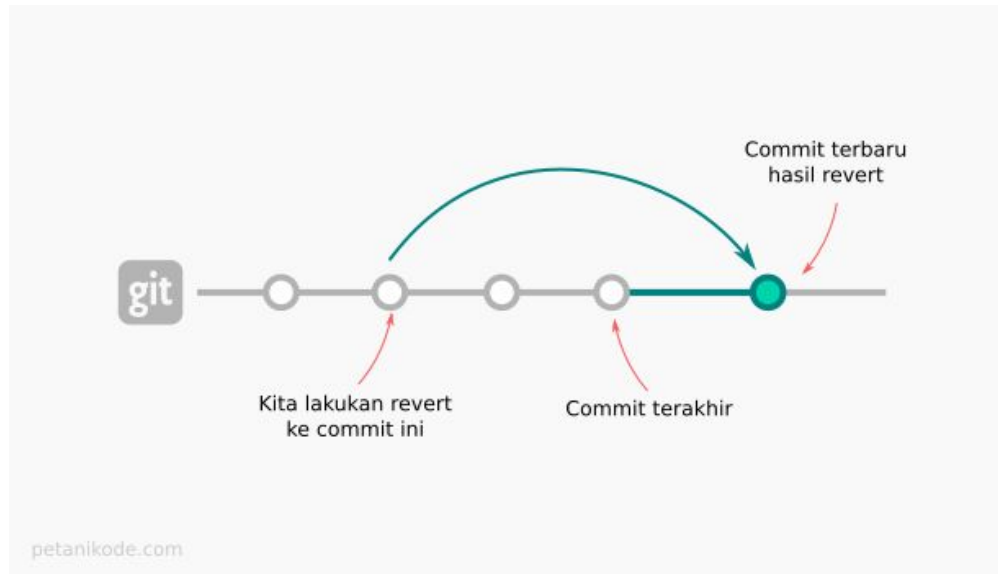 Commit terbaru
hasil revert
git
Kita lakukan revert
ke commit ini
Commit terakhir
petanikode.com